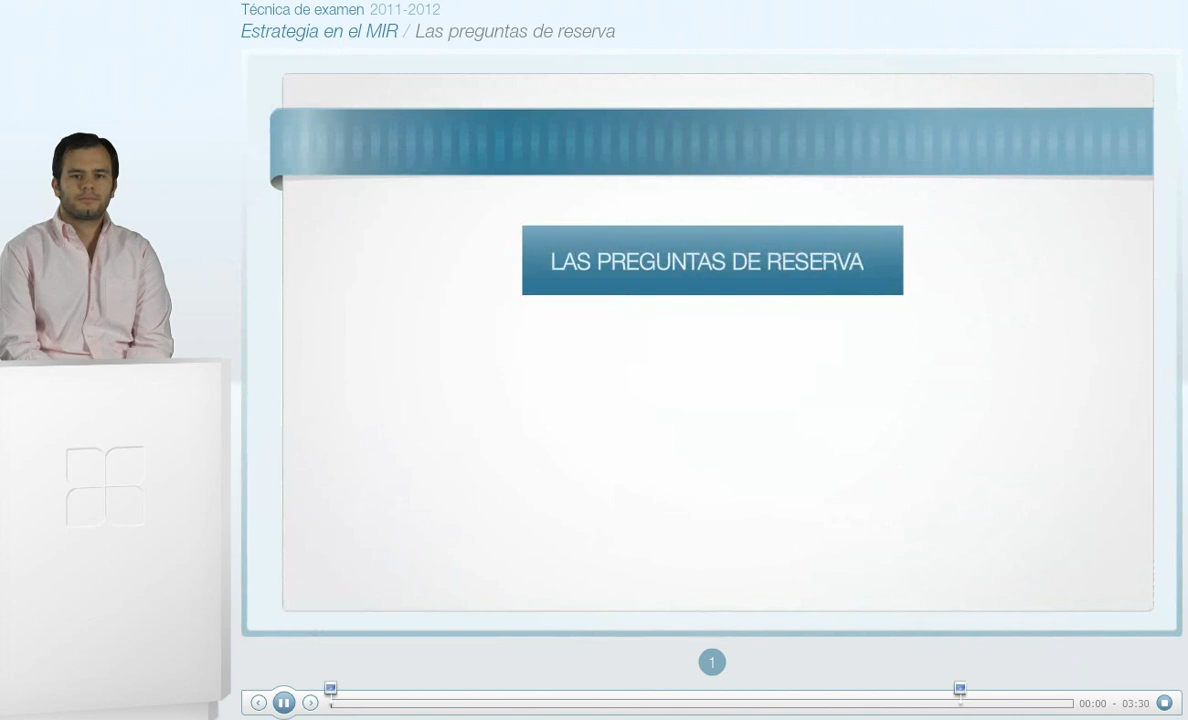 Técnica de examen 2011-2012
Estrategia en el MIR / Las preguntas de reserva
LAS PREGUNTAS DE RESERVA
1
00:00 - 03:30